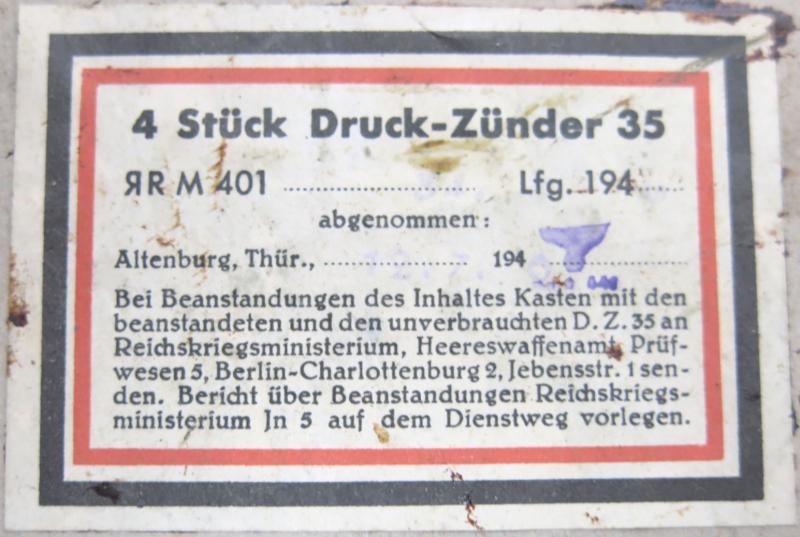 4 Stück Druck-Zünder 35
ЯR M 401 .................... Lfg. 194......
abgenommen:
Altenburg, Thür., .................... 194 ....................
Bei Beanstandungen des Inhaltes Kasten mit den
beanstandeten und den unverbrauchten D. Z. 35 an
Reichskriegsministerium, Heereswaffenamt, Prüf-
wesen 5, Berlin-Charlottenburg 2, Jebensstr. 1 sen-
den. Bericht über Beanstandungen Reichskriegs-
ministerium Jn 5 auf dem Dienstweg vorlegen.